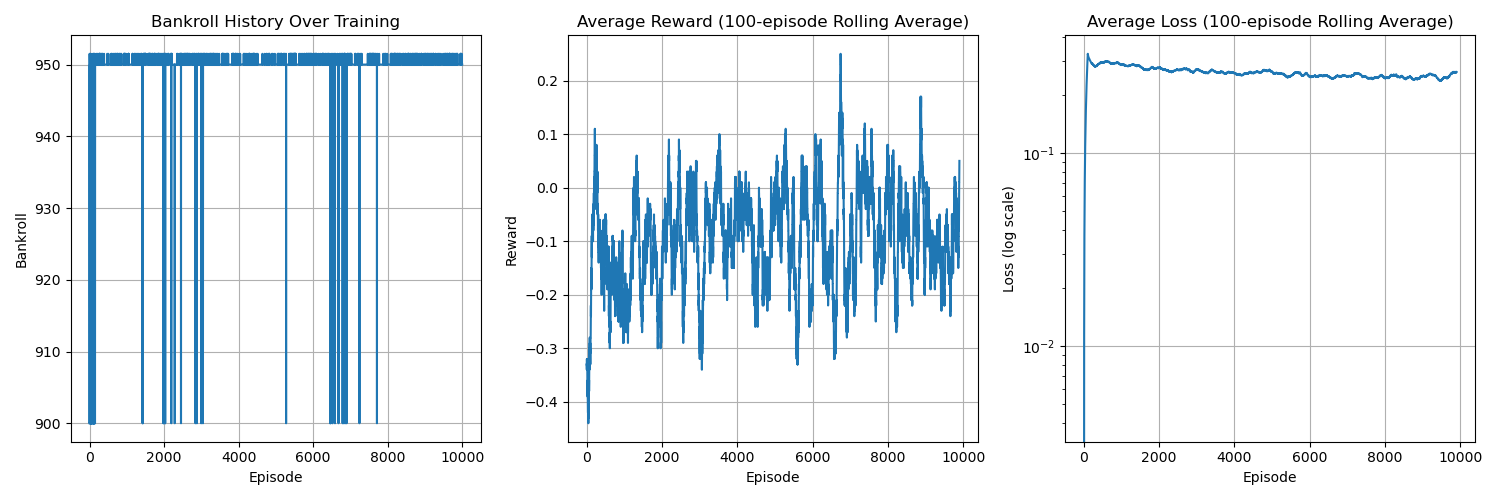 Bankroll History Over Training
Bankroll
950
940
930
920
910
900
0 2000 4000 6000 8000 10000
Episode
Average Reward (100-episode Rolling Average)
Reward
0.2
0.1
0.0
−0.1
−0.2
−0.3
−0.4
0 2000 4000 6000 8000 10000
Episode
Average Loss (100-episode Rolling Average)
Loss (log scale)
10⁻¹
10⁻²
0 2000 4000 6000 8000 10000
Episode